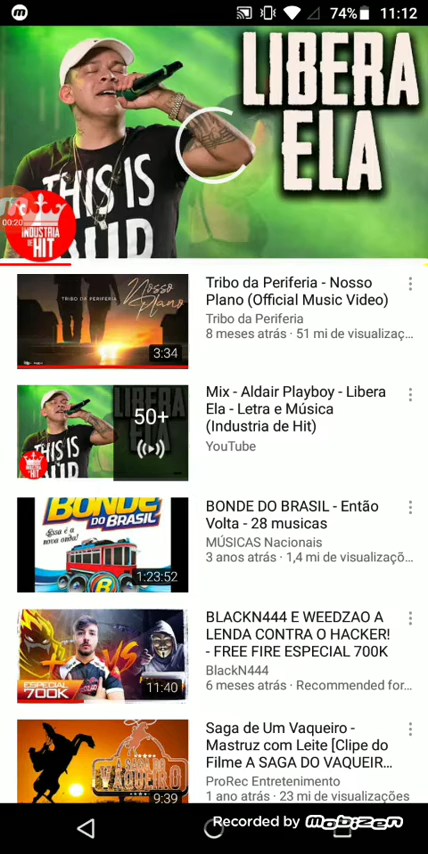 74% 11:12
LIBERA
ELA
THIS IS
00:20
INDUSTRIA
DE
HIT
Tribo da Periferia - Nosso
Plano (Official Music Video)
Tribo da Periferia
8 meses atrás · 51 mi de visualizaç...
TRIBO DA PERIFERIA
Nosso
Plano
3:34
Mix - Aldair Playboy - Libera
Ela - Letra e Música
(Industria de Hit)
YouTube
50+
THIS IS
BONDE DO BRASIL - Então
Volta - 28 musicas
MÚSICAS Nacionais
3 anos atrás · 1,4 mi de visualizaçõ...
BONDE
DO BRASIL
1:23:52
BLACKN444 E WEEDZAO A
LENDA CONTRA O HACKER!
- FREE FIRE ESPECIAL 700K
BlackN444
6 meses atrás · Recommended for...
VS
ESPECIAL
700K
11:40
Saga de Um Vaqueiro -
Mastruz com Leite [Clipe do
Filme A SAGA DO VAQUEIR...
ProRec Entretenimento
1 ano atrás · 23 mi de visualizações
VAQUEIRO
9:39
Recorded by Mobizen